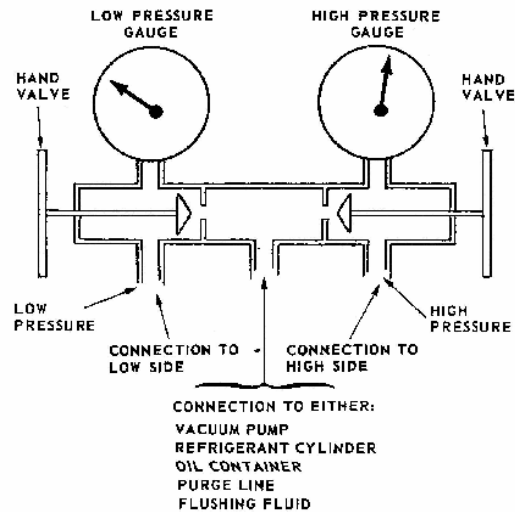 LOW PRESSURE
GAUGE
HIGH PRESSURE
GAUGE
HAND
VALVE
HAND
VALVE
LOW
PRESSURE
HIGH
PRESSURE
CONNECTION TO
LOW SIDE
CONNECTION TO
HIGH SIDE
CONNECTION TO EITHER:
VACUUM PUMP
REFRIGERANT CYLINDER
OIL CONTAINER
PURGE LINE
FLUSHING FLUID